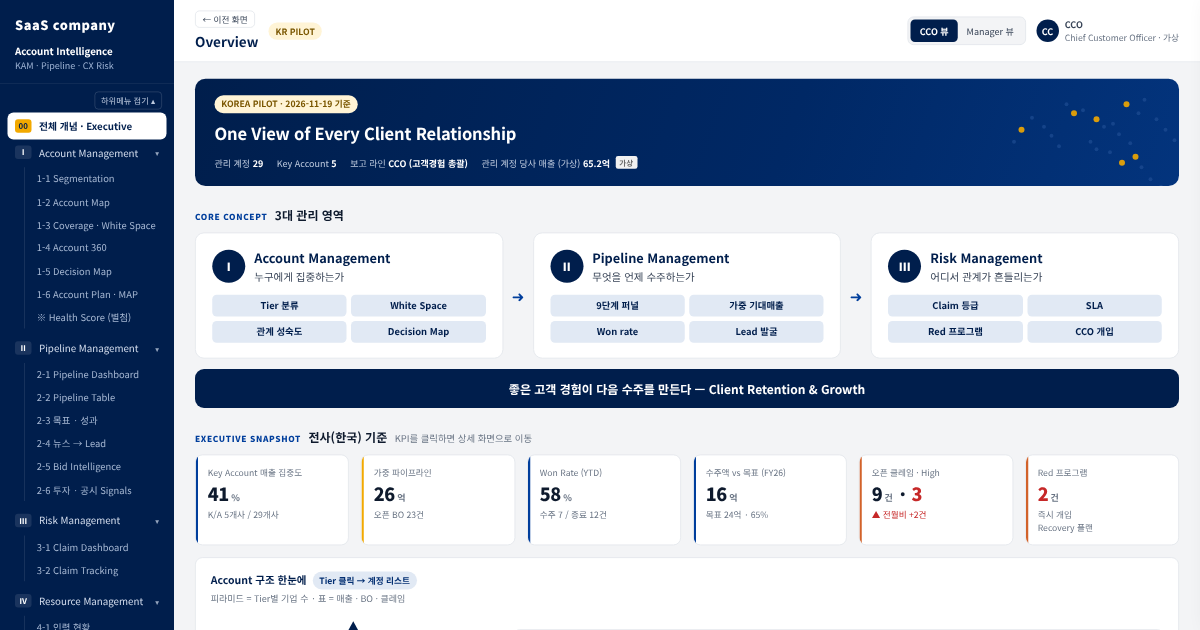 SaaS company
Account Intelligence
KAM · Pipeline · CX Risk
하위메뉴 접기 ▴
00 전체 개념 · Executive
I Account Management ▾
1-1 Segmentation
1-2 Account Map
1-3 Coverage · White Space
1-4 Account 360
1-5 Decision Map
1-6 Account Plan · MAP
※ Health Score (별첨)
II Pipeline Management ▾
2-1 Pipeline Dashboard
2-2 Pipeline Table
2-3 목표 · 성과
2-4 뉴스 → Lead
2-5 Bid Intelligence
2-6 투자 · 공시 Signals
III Risk Management ▾
3-1 Claim Dashboard
3-2 Claim Tracking
IV Resource Management ▾
4-1 인력 현황
← 이전 화면
Overview
KR PILOT
CCO 뷰 Manager 뷰
CC
CCO
Chief Customer Officer · 가상
KOREA PILOT · 2026-11-19 기준
One View of Every Client Relationship
관리 계정 29 Key Account 5 보고 라인 CCO (고객경험 총괄) 관리 계정 당사 매출 (가상) 65.2억 가상
CORE CONCEPT 3대 관리 영역
I
Account Management
누구에게 집중하는가
Tier 분류 White Space
관계 성숙도 Decision Map
→
II
Pipeline Management
무엇을 언제 수주하는가
9단계 퍼널 가중 기대매출
Won rate Lead 발굴
→
III
Risk Management
어디서 관계가 흔들리는가
Claim 등급 SLA
Red 프로그램 CCO 개입
좋은 고객 경험이 다음 수주를 만든다 — Client Retention & Growth
EXECUTIVE SNAPSHOT 전사(한국) 기준 KPI를 클릭하면 상세 화면으로 이동
Key Account 매출 집중도
41 %
K/A 5개사 / 29개사
가중 파이프라인
26 억
오픈 BO 23건
Won Rate (YTD)
58 %
수주 7 / 종료 12건
수주액 vs 목표 (FY26)
16 억
목표 24억 · 65%
오픈 클레임 · High
9 건 · 3
▲ 전월비 +2건
Red 프로그램
2 건
즉시 개입
Recovery 플랜
Account 구조 한눈에 Tier 클릭 → 계정 리스트
피라미드 = Tier별 기업 수 · 표 = 매출 · BO · 클레임